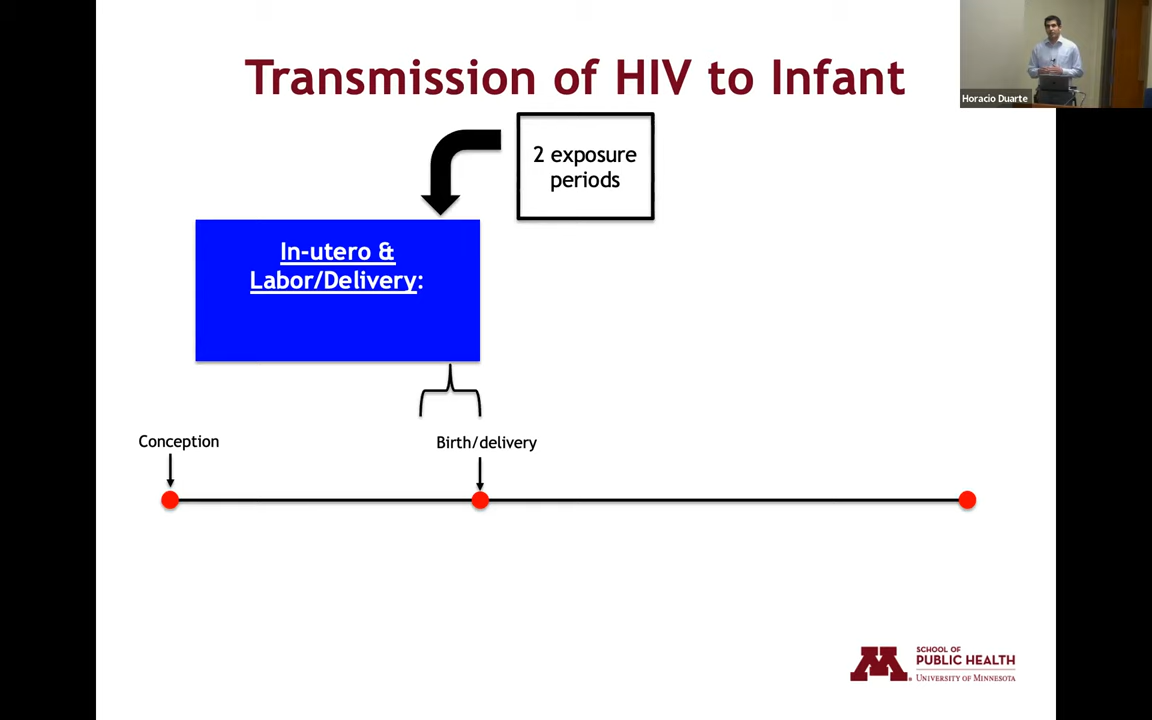 Transmission of HIV to Infant
Horacio Duarte
2 exposure
periods
In-utero &
Labor/Delivery:
Conception
Birth/delivery
M
SCHOOL OF
PUBLIC HEALTH
UNIVERSITY OF MINNESOTA